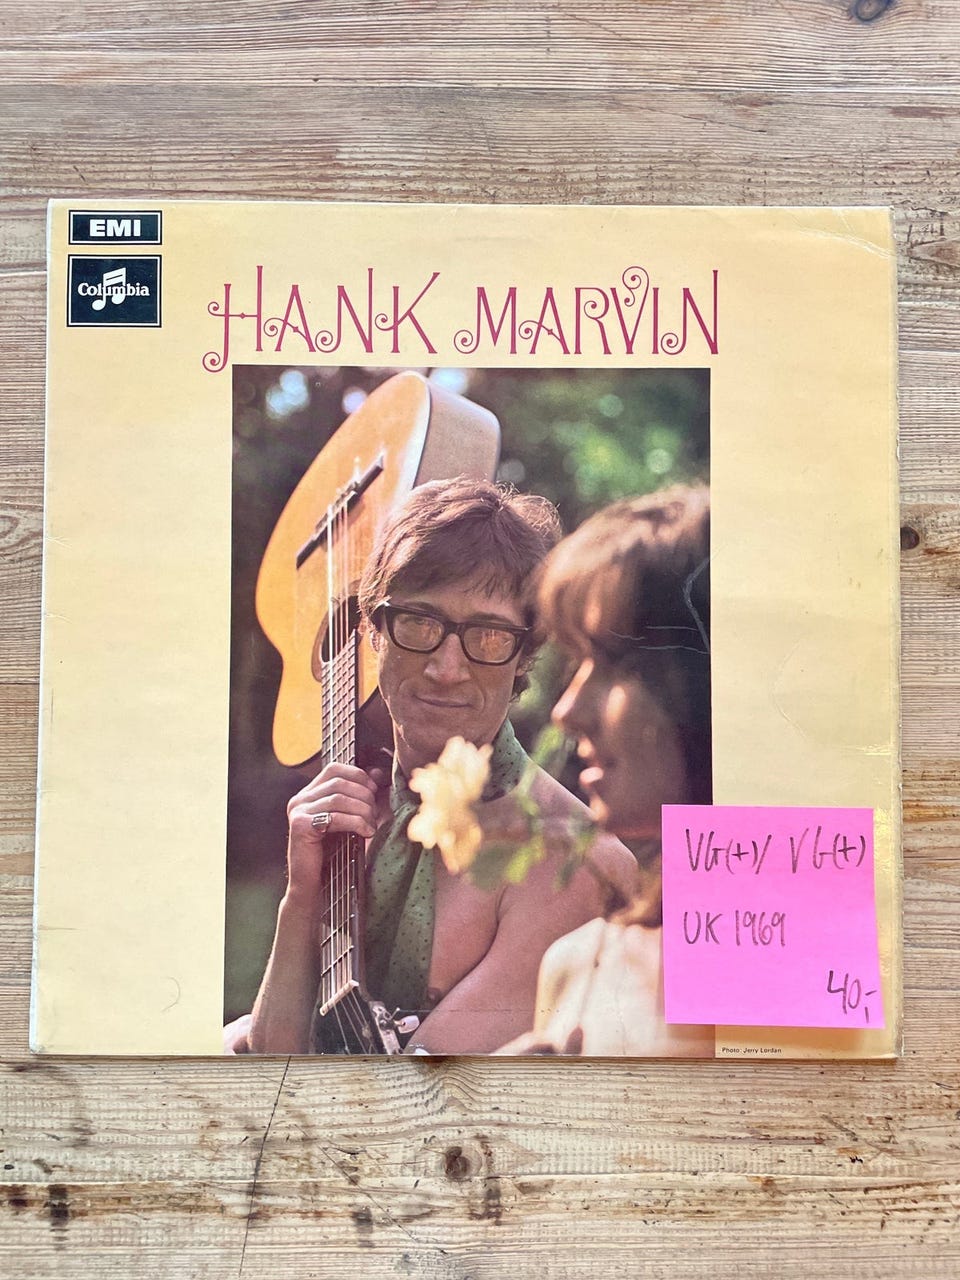 EMI
Columbia
HANK MARVIN
VG(+)/ VG(+)
UK 1969
40,-
Photo: Jerry Lordan